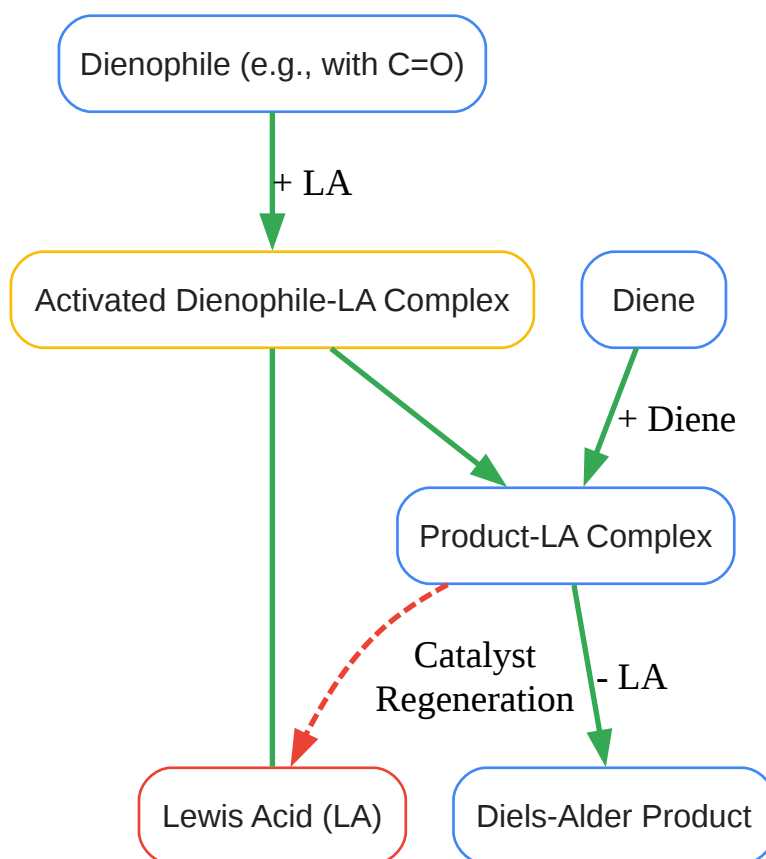 Dienophile (e.g., with C=O)
+ LA
Activated Dienophile-LA Complex
Diene
+ Diene
Product-LA Complex
Catalyst
Regeneration
- LA
Lewis Acid (LA)
Diels-Alder Product